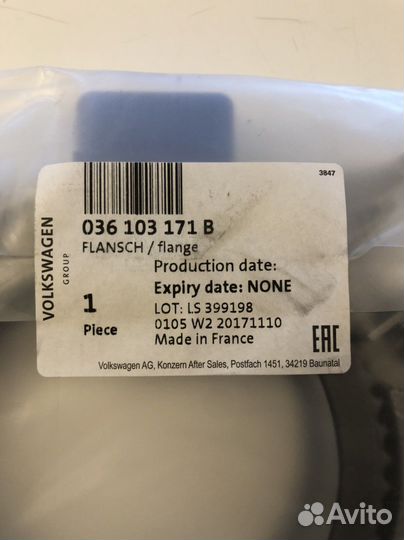 3847
036 103 171 B
FLANSCH / flange
Production date:
Expiry date: NONE
1
Piece
LOT: LS 399198
0105 W2 20171110
Made in France
EAC
VOLKSWAGEN
GROUP
Volkswagen AG, Konzern After Sales, Postfach 1451, 34219 Baunatal
Avito